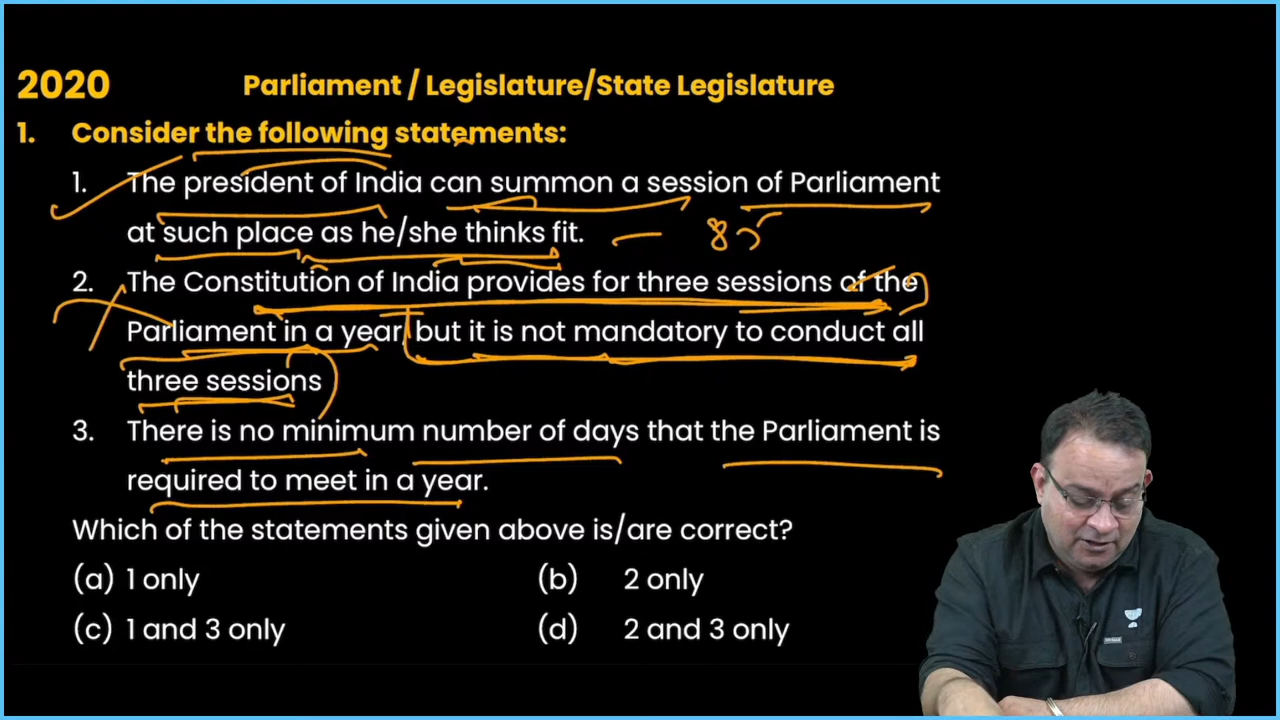 2020
Parliament / Legislature/State Legislature
1. Consider the following statements:
1. The president of India can summon a session of Parliament
at such place as he/she thinks fit. — 85
2. The Constitution of India provides for three sessions of the
Parliament in a year, but it is not mandatory to conduct all
three sessions
3. There is no minimum number of days that the Parliament is
required to meet in a year.
Which of the statements given above is/are correct?
(a) 1 only (b) 2 only
(c) 1 and 3 only (d) 2 and 3 only